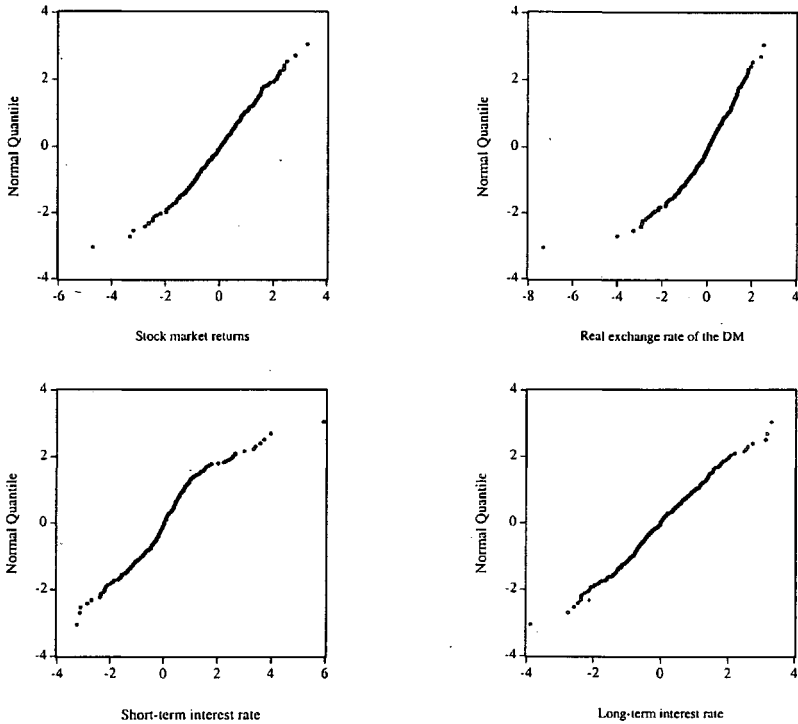 4
2
0
-2
-4
Normal Quantile
-6 -4 -2 0 2 4
Stock market returns
4
2
0
-2
-4
Normal Quantile
-8 -6 -4 -2 0 2 4
Real exchange rate of the DM
4
2
0
-2
-4
Normal Quantile
-4 -2 0 2 4 6
Short-term interest rate
4
2
0
-2
-4
Normal Quantile
-4 -2 0 2 4
Long-term interest rate